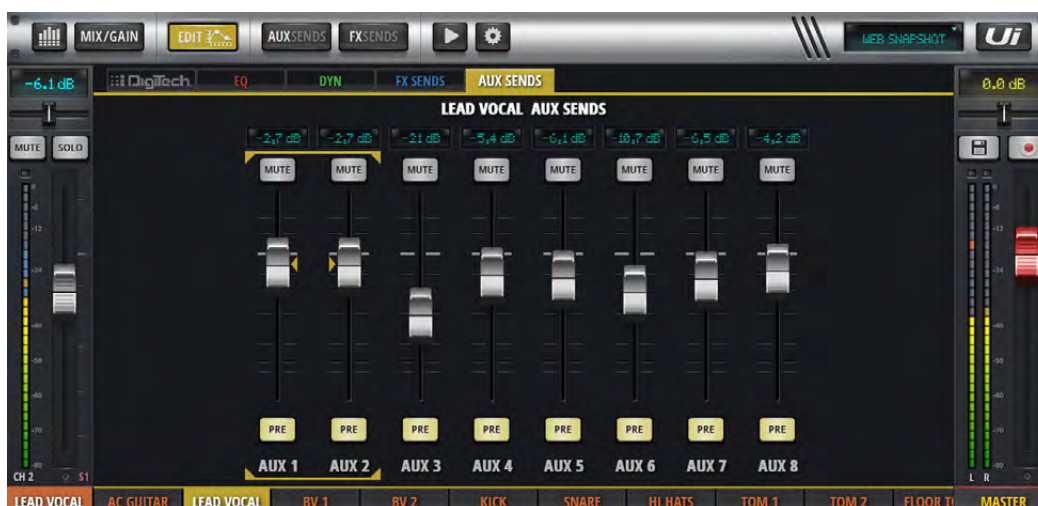 MIX/GAIN EDIT AUXSENDS FXSENDS WEB SNAPSHOT Ui
-6.1 dB DigiTech EQ DYN FX SENDS AUX SENDS 0.0 dB
LEAD VOCAL AUX SENDS
-2,7 dB -2,7 dB -21 dB -5,4 dB -6,1 dB -10,7 dB -6,5 dB -4,2 dB
MUTE SOLO
MUTE MUTE MUTE MUTE MUTE MUTE MUTE MUTE
PRE PRE PRE PRE PRE PRE PRE PRE
AUX 1 AUX 2 AUX 3 AUX 4 AUX 5 AUX 6 AUX 7 AUX 8
CH 2 S1 L R
LEAD VOCAL AC GUITAR LEAD VOCAL BV 1 BV 2 KICK SNARE HI HATS TOM 1 TOM 2 FLOOR T MASTER